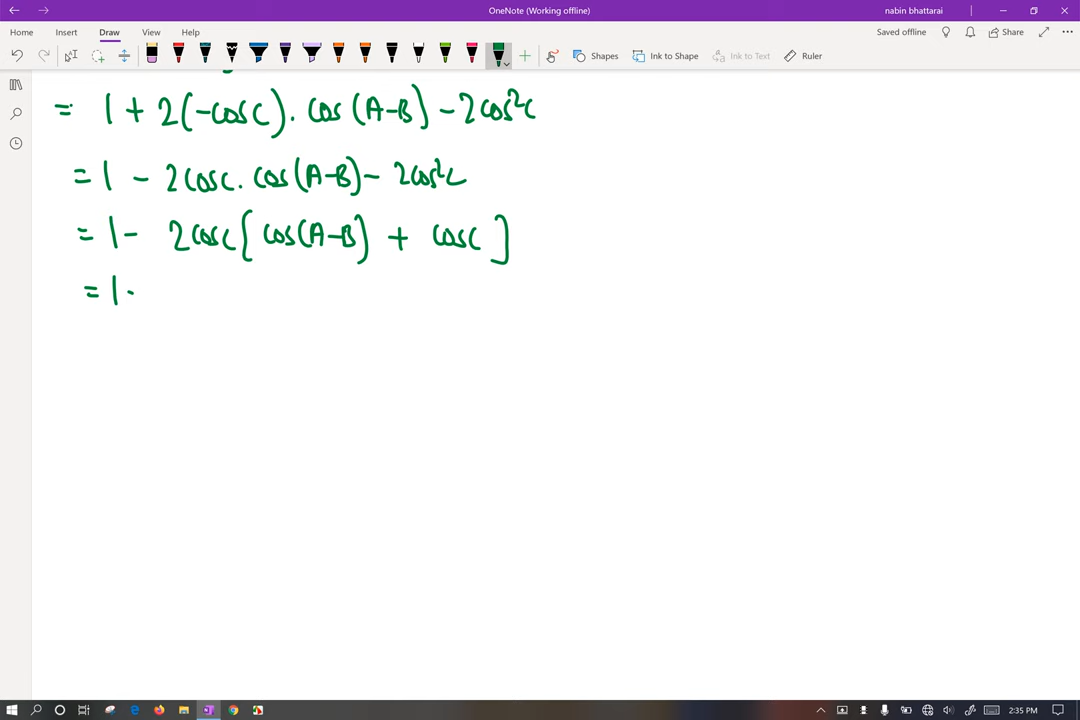 OneNote (Working offline)
nabin bhattarai
Home Insert Draw View Help
Saved offline Share
Shapes Ink to Shape Ink to Text Ruler
= 1 + 2(-cosC). cos(A-B) - 2cos²C
= 1 - 2cosC. cos(A-B) - 2cos²C
= 1 - 2cosC[cos(A-B) + cosC]
= 1 -
2:35 PM